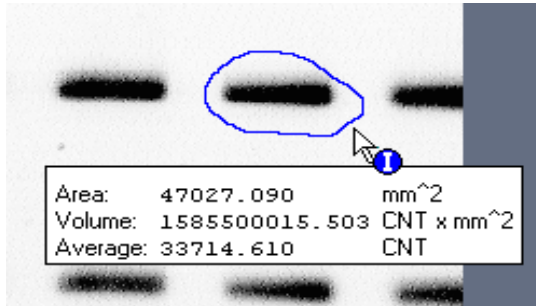 I
Area: 47027.090 mm^2
Volume: 1585500015.503 CNT x mm^2
Average: 33714.610 CNT